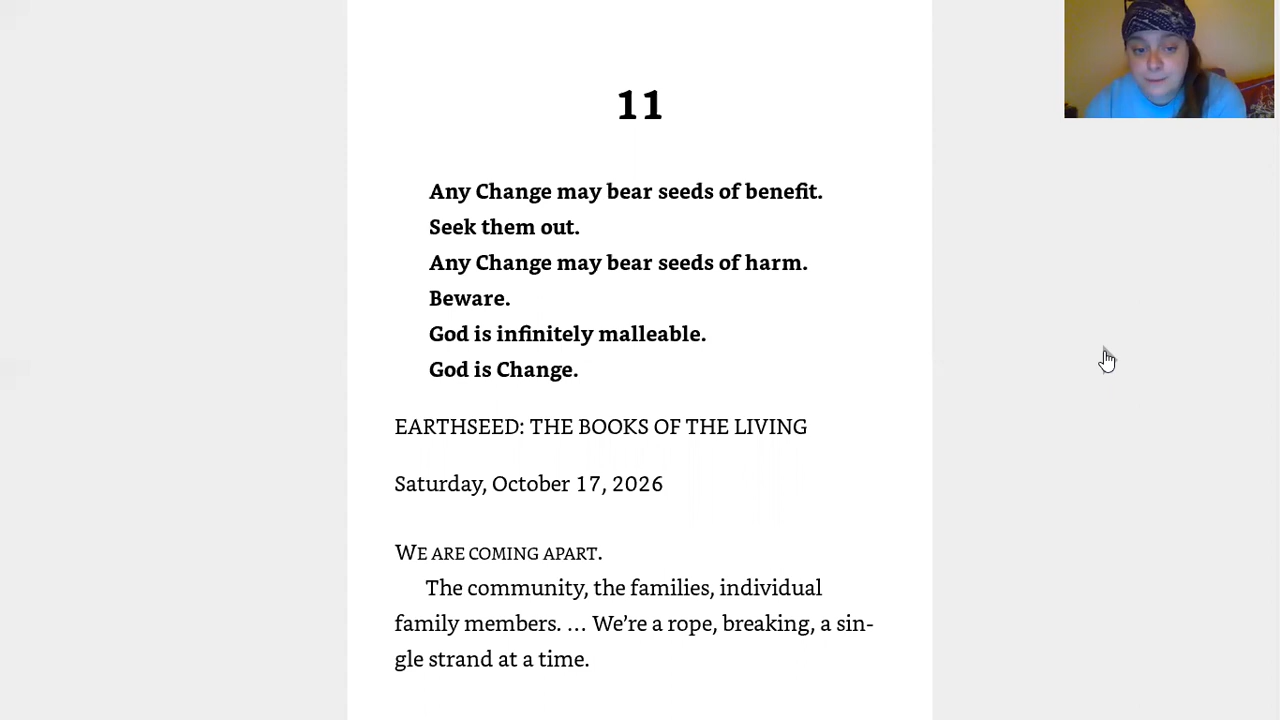 11
Any Change may bear seeds of benefit.
Seek them out.
Any Change may bear seeds of harm.
Beware.
God is infinitely malleable.
God is Change.
EARTHSEED: THE BOOKS OF THE LIVING
Saturday, October 17, 2026
WE ARE COMING APART.
The community, the families, individual
family members. … We’re a rope, breaking, a sin-
gle strand at a time.